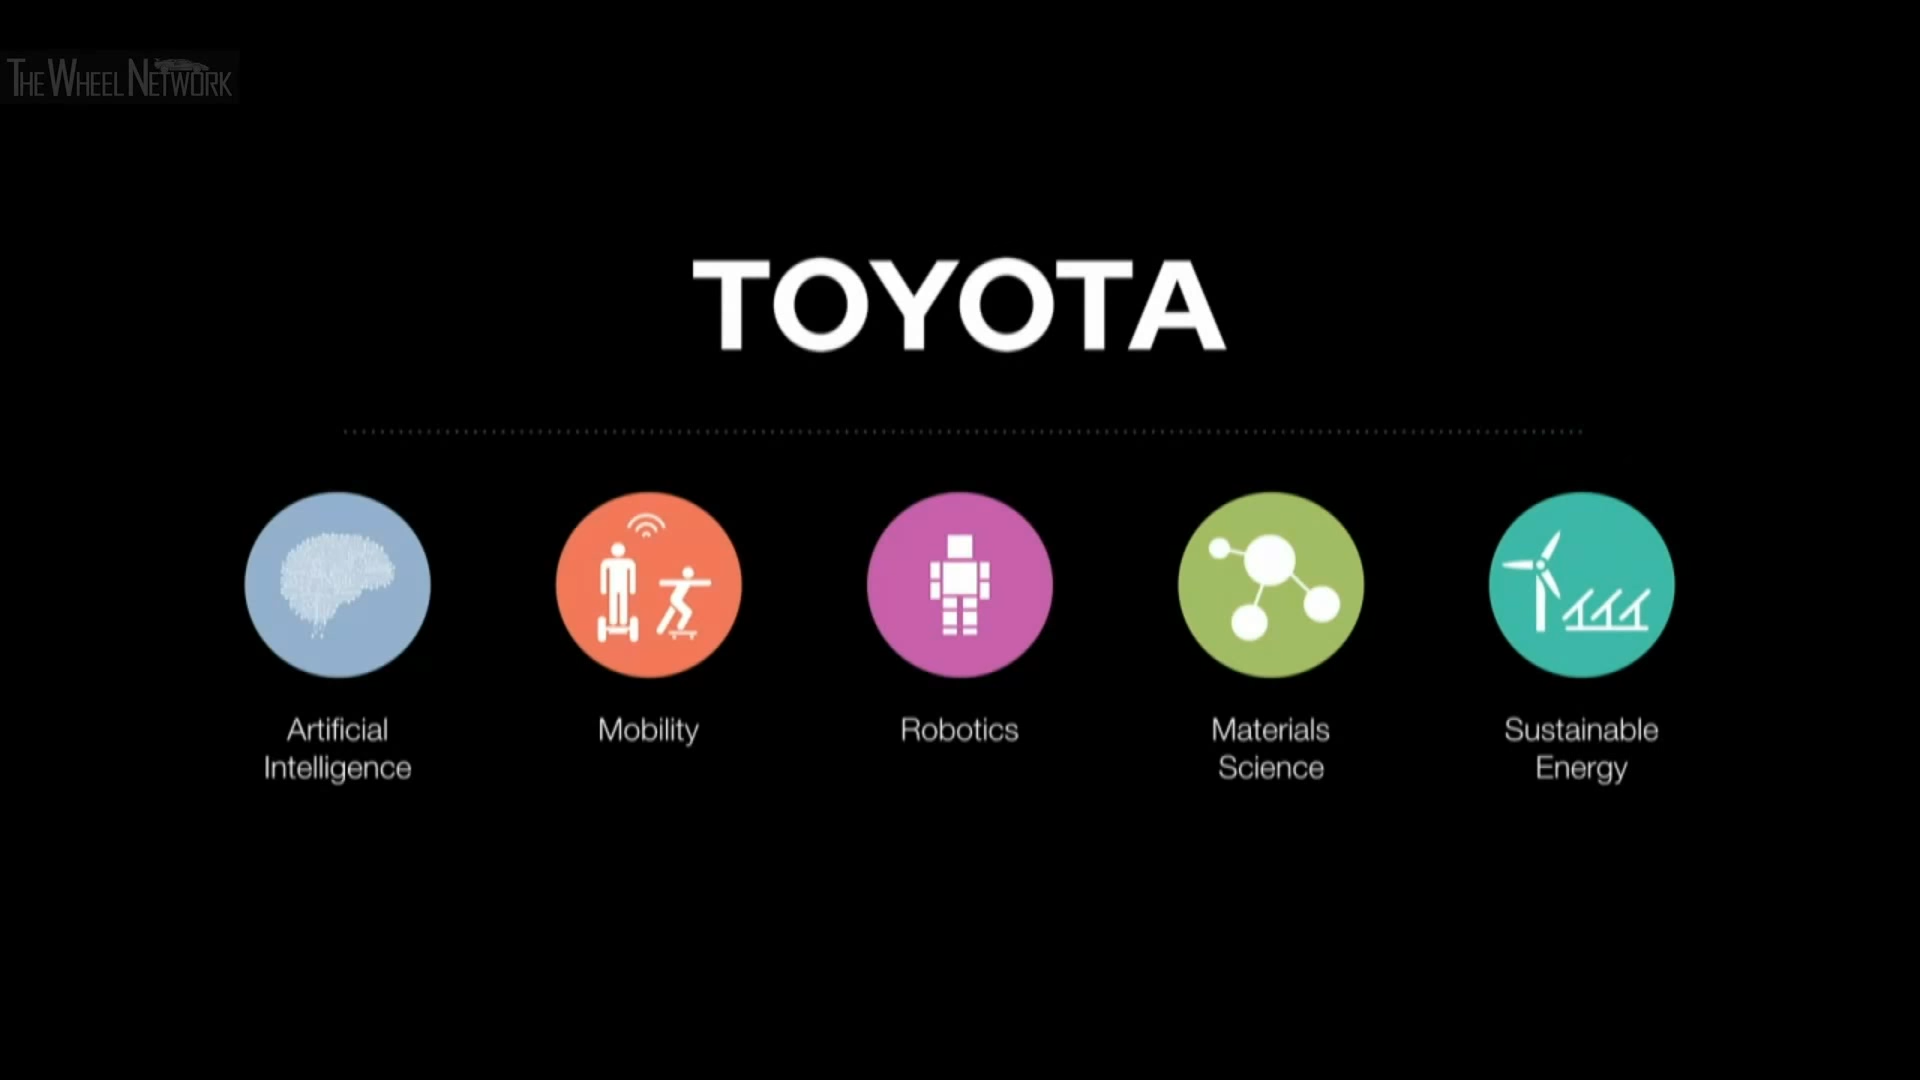 THE WHEEL NETWORK
TOYOTA
Artificial
Intelligence
Mobility
Robotics
Materials
Science
Sustainable
Energy